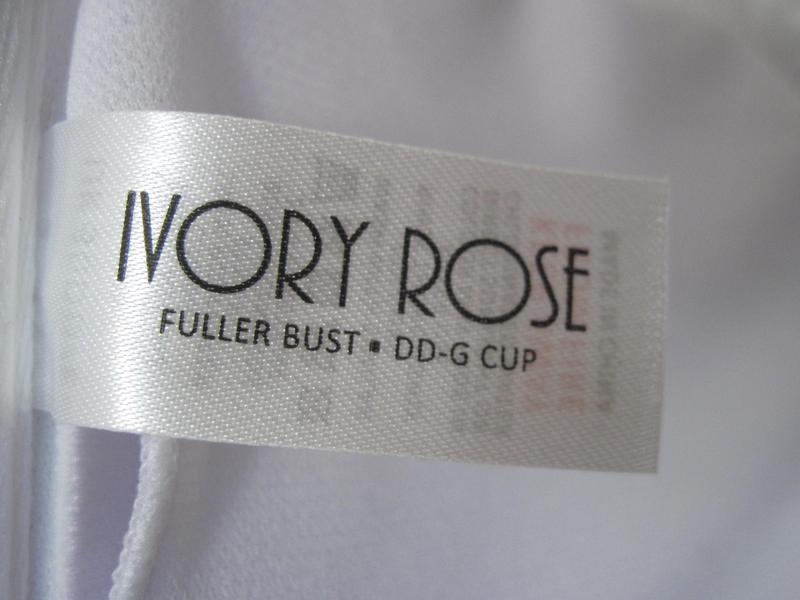 IVORY ROSE
FULLER BUST ▪ DD-G CUP